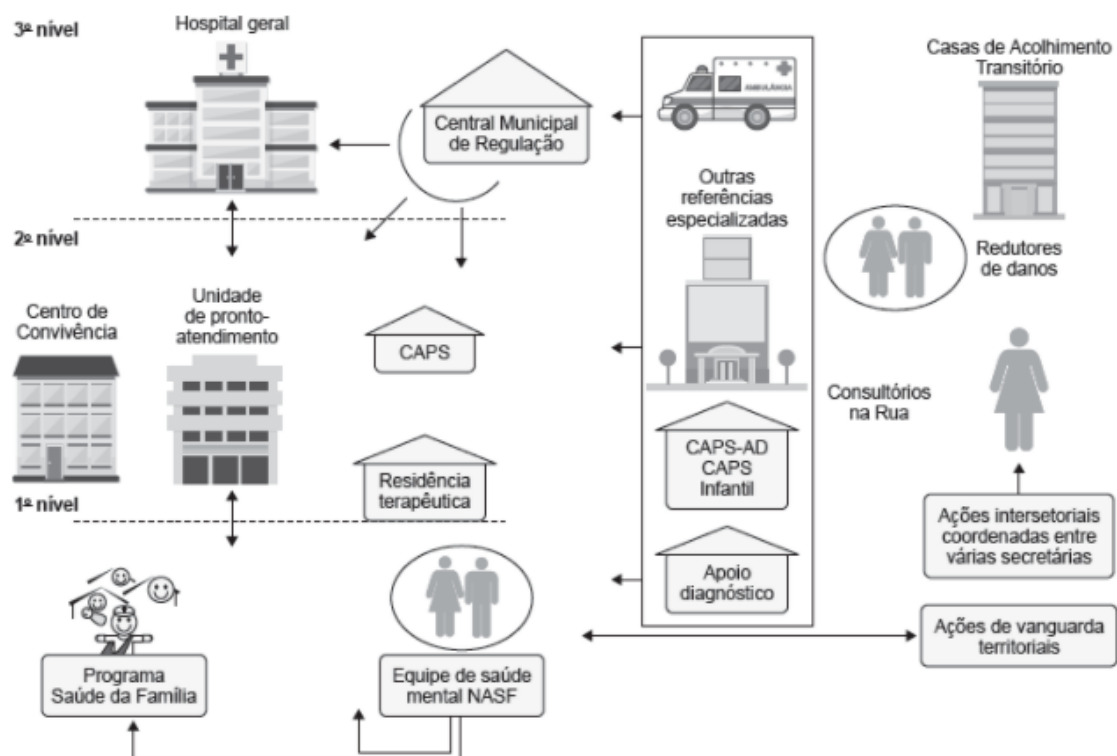 3º nível
Hospital geral
Central Municipal
de Regulação
AMBULÂNCIA
Casas de Acolhimento
Transitório
Outras
referências
especializadas
2º nível
Redutores
de danos
Centro de
Convivência
Unidade
de pronto-
atendimento
CAPS
Consultórios
na Rua
CAPS-AD
CAPS
Infantil
Residência
terapêutica
1º nível
Ações intersetoriais
coordenadas entre
várias secretárias
Apoio
diagnóstico
Ações de vanguarda
territoriais
Programa
Saúde da Família
Equipe de saúde
mental NASF